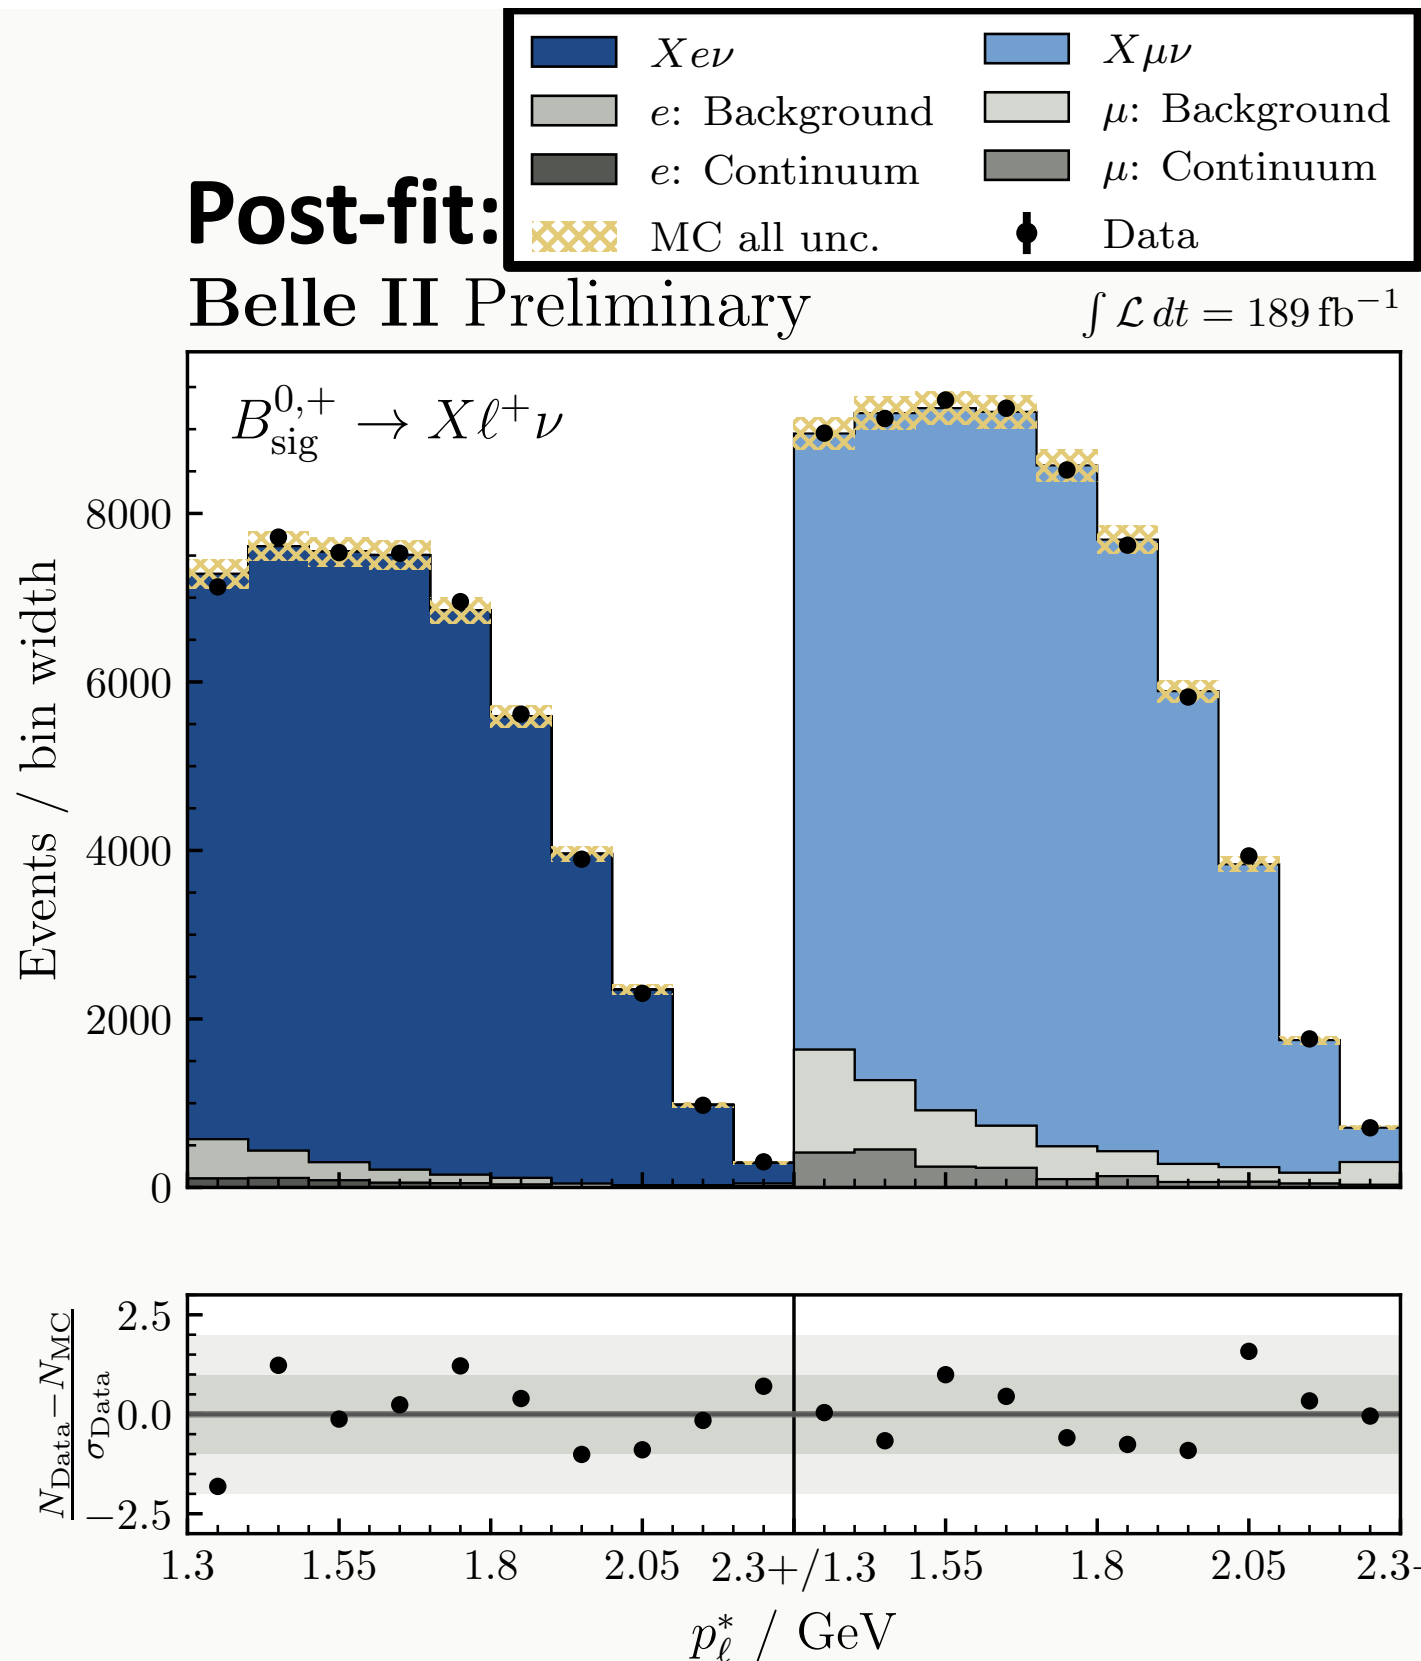 Xeν Xμν
e: Background μ: Background
e: Continuum μ: Continuum
MC all unc. Data
Post-fit:
Belle II Preliminary ∫ ℒ dt = 189 fb⁻¹
B⁰,⁺sig → Xℓ⁺ν
Events / bin width
8000
6000
4000
2000
0
N_Data−N_MC
σ_Data
2.5
0.0
−2.5
1.3 1.55 1.8 2.05 2.3+/1.3 1.55 1.8 2.05 2.3
p*ℓ / GeV